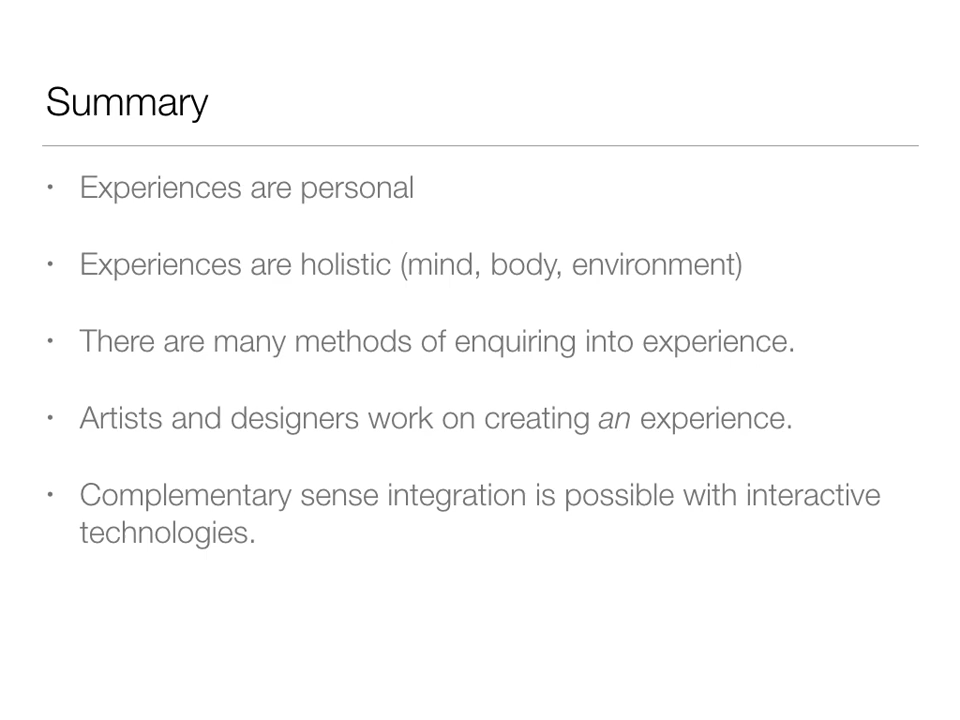 Summary
• Experiences are personal
• Experiences are holistic (mind, body, environment)
• There are many methods of enquiring into experience.
• Artists and designers work on creating an experience.
• Complementary sense integration is possible with interactive
technologies.